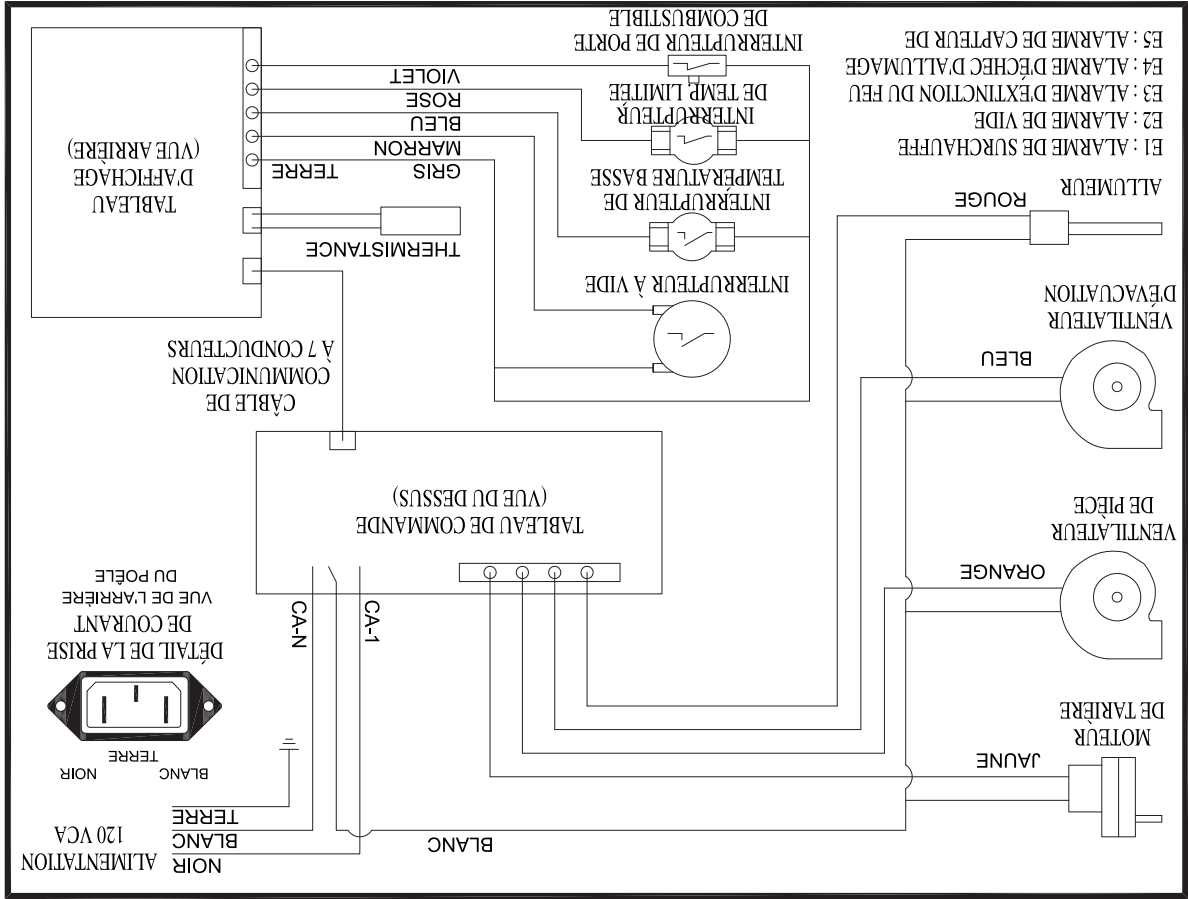 MOTEUR
DE TARIÈRE
JAUNE
BLANC
NOIR
BLANC
TERRE
ALIMENTATION
120 VCA
BLANC
TERRE
NOIR
DÉTAIL DE LA PRISE
DE COURANT
VUE DE L'ARRIÈRE
DU POÊLE
CA-1
CA-N
VENTILATEUR
DE PIÈCE
ORANGE
TABLEAU DE COMMANDE
(VUE DU DESSUS)
VENTILATEUR
D'ÉVACUATION
BLEU
CÂBLE DE
COMMUNICATION
À 7 CONDUCTEURS
INTERRUPTEUR À VIDE
ALLUMEUR
ROUGE
INTERRUPTEUR DE
TEMPÉRATURE BASSE
THERMISTANCE
E1 : ALARME DE SURCHAUFFE
E2 : ALARME DE VIDE
E3 : ALARME D'EXTINCTION DU FEU
E4 : ALARME D'ÉCHEC D'ALLUMAGE
E5 : ALARME DE CAPTEUR DE
INTERRUPTEUR
DE TEMP. LIMITÉE
INTERRUPTEUR DE PORTE
DE COMBUSTIBLE
GRIS
MARRON
BLEU
ROSE
VIOLET
TERRE
TABLEAU
D'AFFICHAGE
(VUE ARRIÈRE)